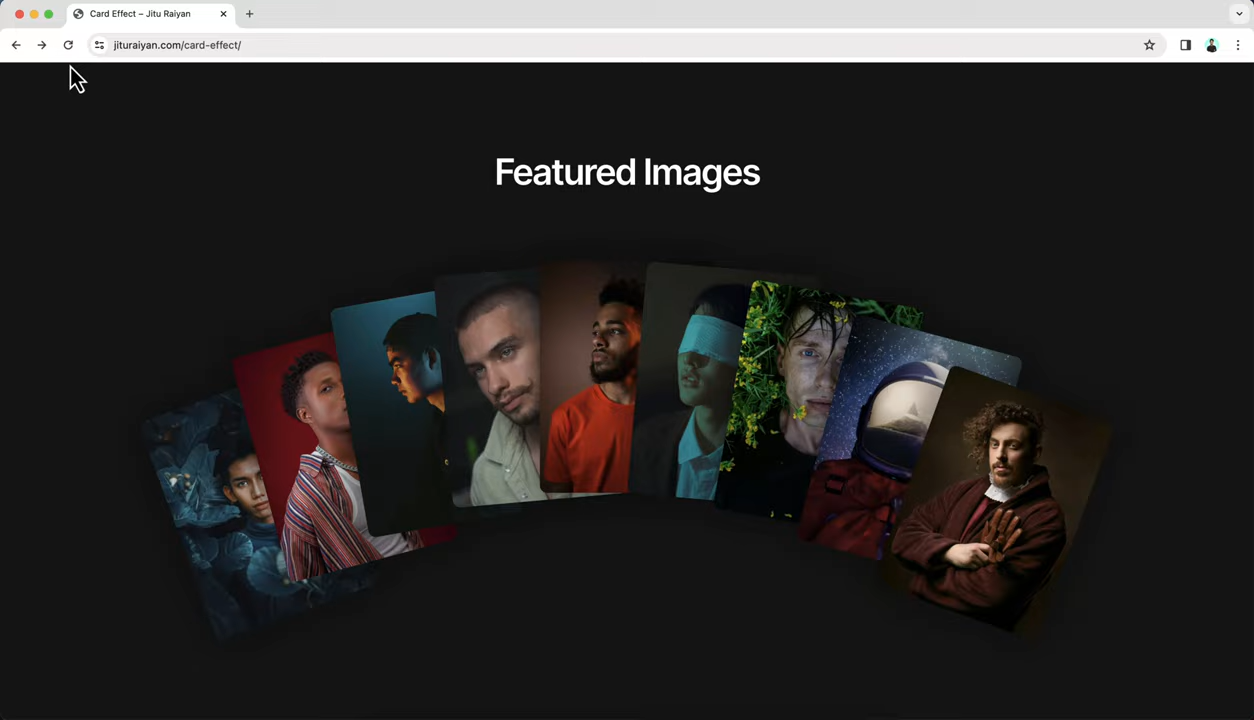 Card Effect – Jitu Raiyan
jituraiyan.com/card-effect/
Featured Images